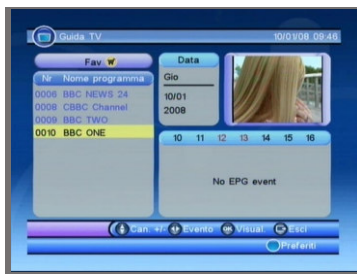 Guida TV 10/01/08 09:46
Fav
Nr Nome programma
0006 BBC NEWS 24
0008 CBBC Channel
0009 BBC TWO
0010 BBC ONE
Data
Gio
10/01
2008
10 11 12 13 14 15 16
No EPG event
Can. +/- Evento OK Visual. Esci
Preferiti